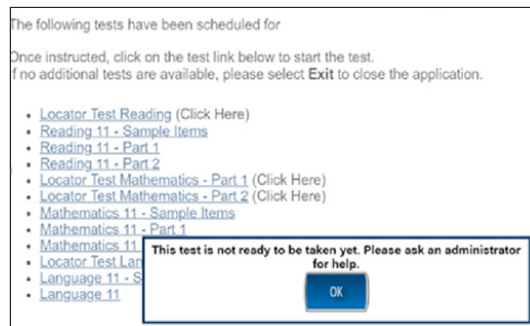 The following tests have been scheduled for
Once instructed, click on the test link below to start the test.
If no additional tests are available, please select Exit to close the application.
• Locator Test Reading (Click Here)
• Reading 11 - Sample Items
• Reading 11 - Part 1
• Reading 11 - Part 2
• Locator Test Mathematics - Part 1 (Click Here)
• Locator Test Mathematics - Part 2 (Click Here)
• Mathematics 11 - Sample Items
• Mathematics 11 - Part 1
• Mathematics 11
• Locator Test Lan
• Language 11 - S
• Language 11
This test is not ready to be taken yet. Please ask an administrator
for help.
OK